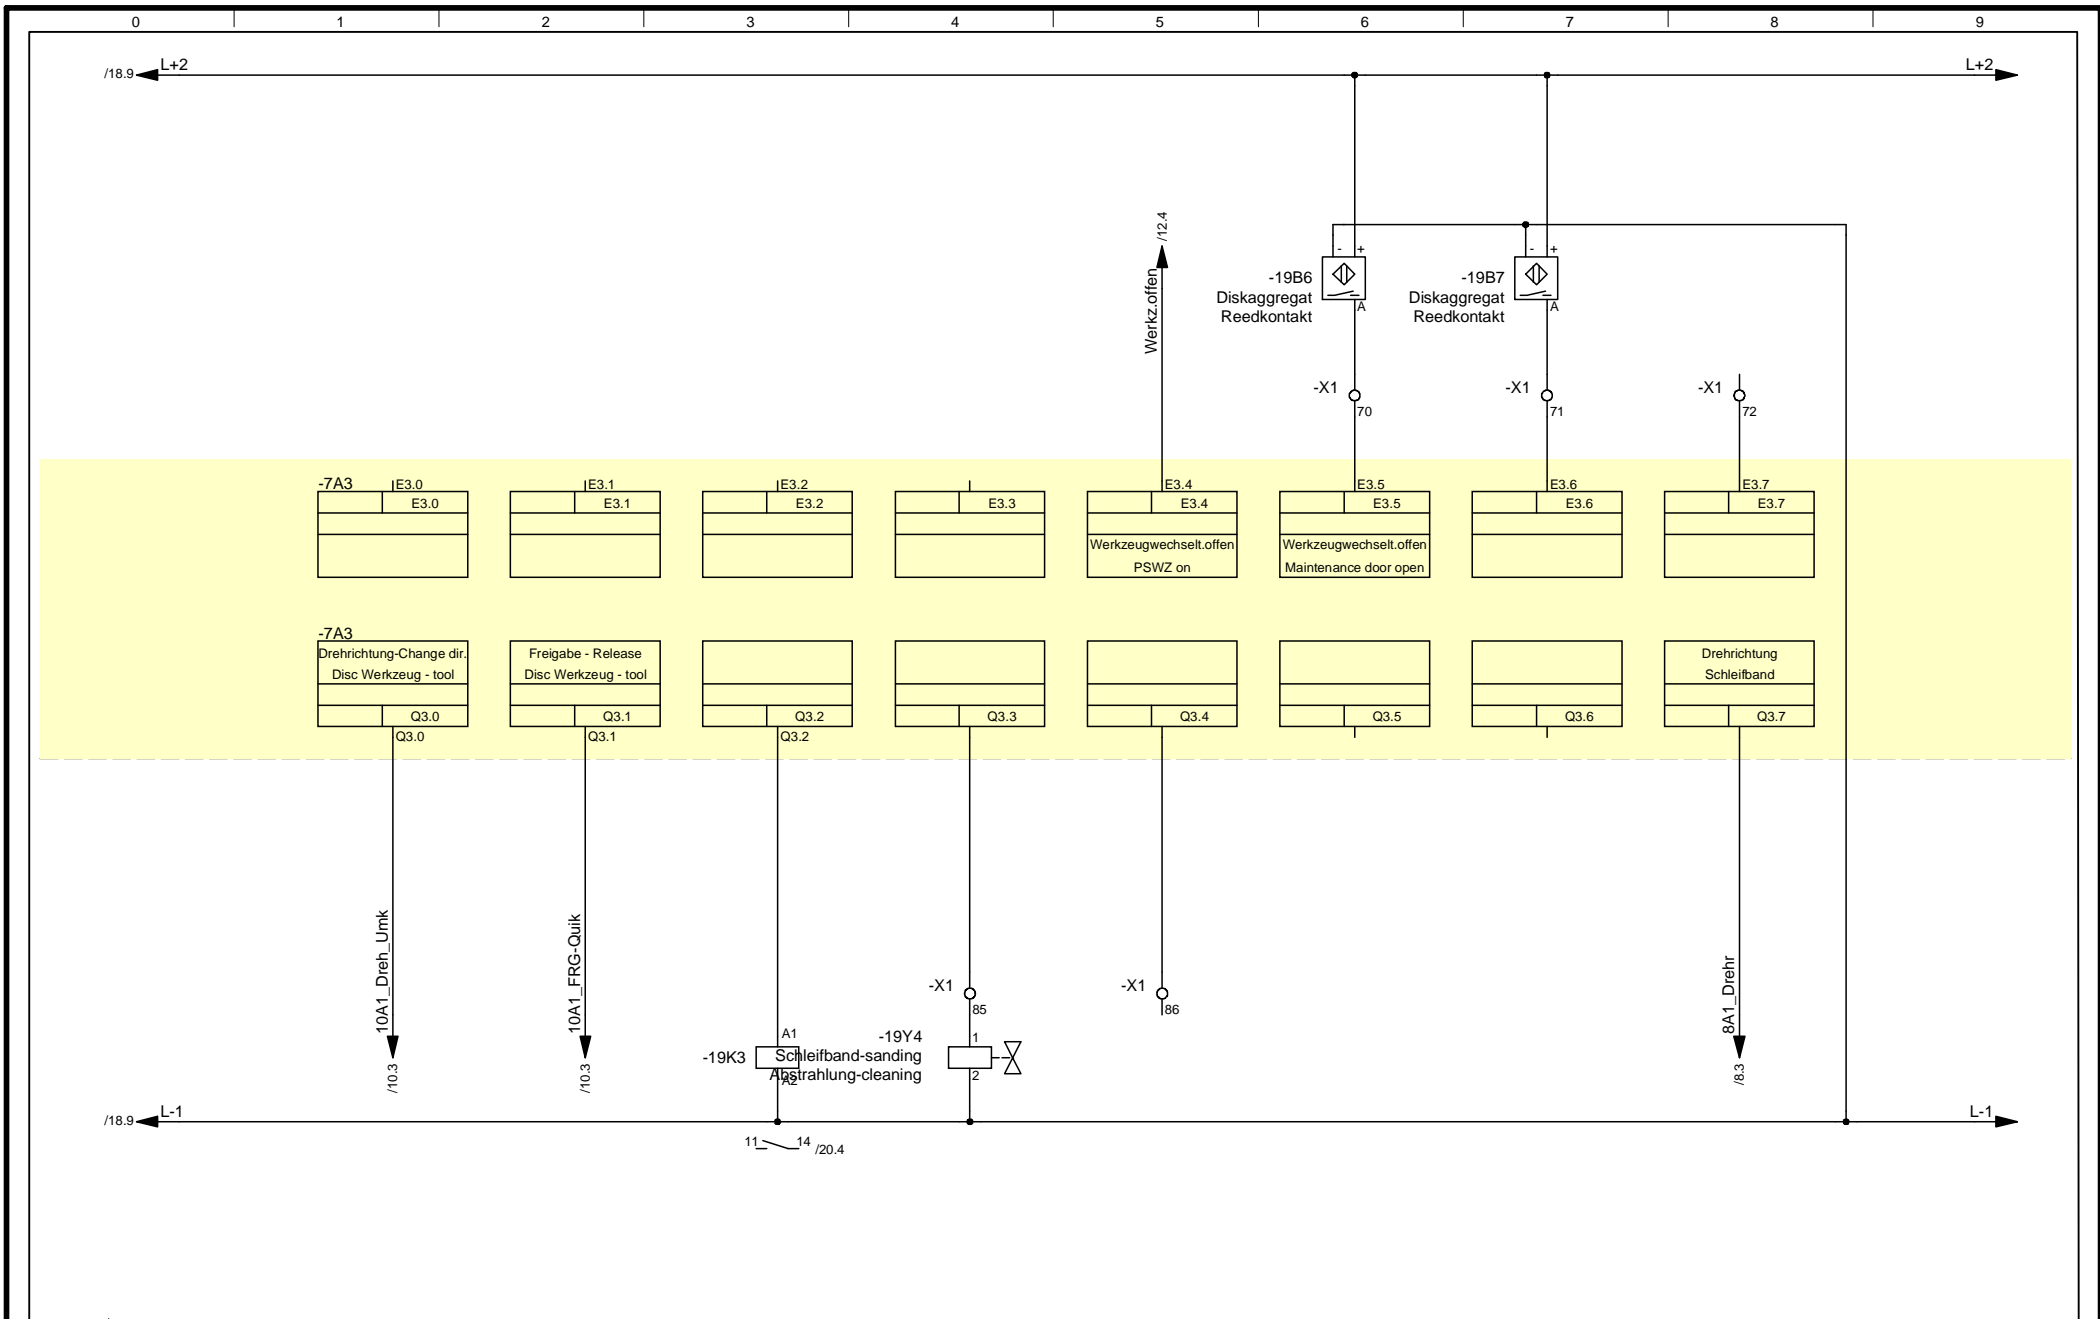 0 1 2 3 4 5 6 7 8 9
/18.9 L+2 L+2
/12.4
Werkz.offen
- +
-19B6
Diskaggregat
Reedkontakt
A
- +
-19B7
Diskaggregat
Reedkontakt
A
-X1
70
-X1
71
-X1
72
-7A3
E3.0 E3.1 E3.2 E3.4 E3.5 E3.6 E3.7
E3.0 E3.1 E3.2 E3.3 E3.4 E3.5 E3.6 E3.7
Werkzeugwechselt.offen
PSWZ on
Werkzeugwechselt.offen
Maintenance door open
-7A3
Drehrichtung-Change dir.
Disc Werkzeug - tool
Freigabe - Release
Disc Werkzeug - tool
Drehrichtung
Schleifband
Q3.0 Q3.1 Q3.2 Q3.3 Q3.4 Q3.5 Q3.6 Q3.7
Q3.0 Q3.1 Q3.2
10A1_Dreh_Umk
/10.3
10A1_FRG-Quik
/10.3
-19K3
A1
A2
-X1
85
-19Y4
Schleifband-sanding
Abstrahlung-cleaning
1
2
-X1
86
8A1_Drehr
/8.3
/18.9 L-1 L-1
11 14 /20.4